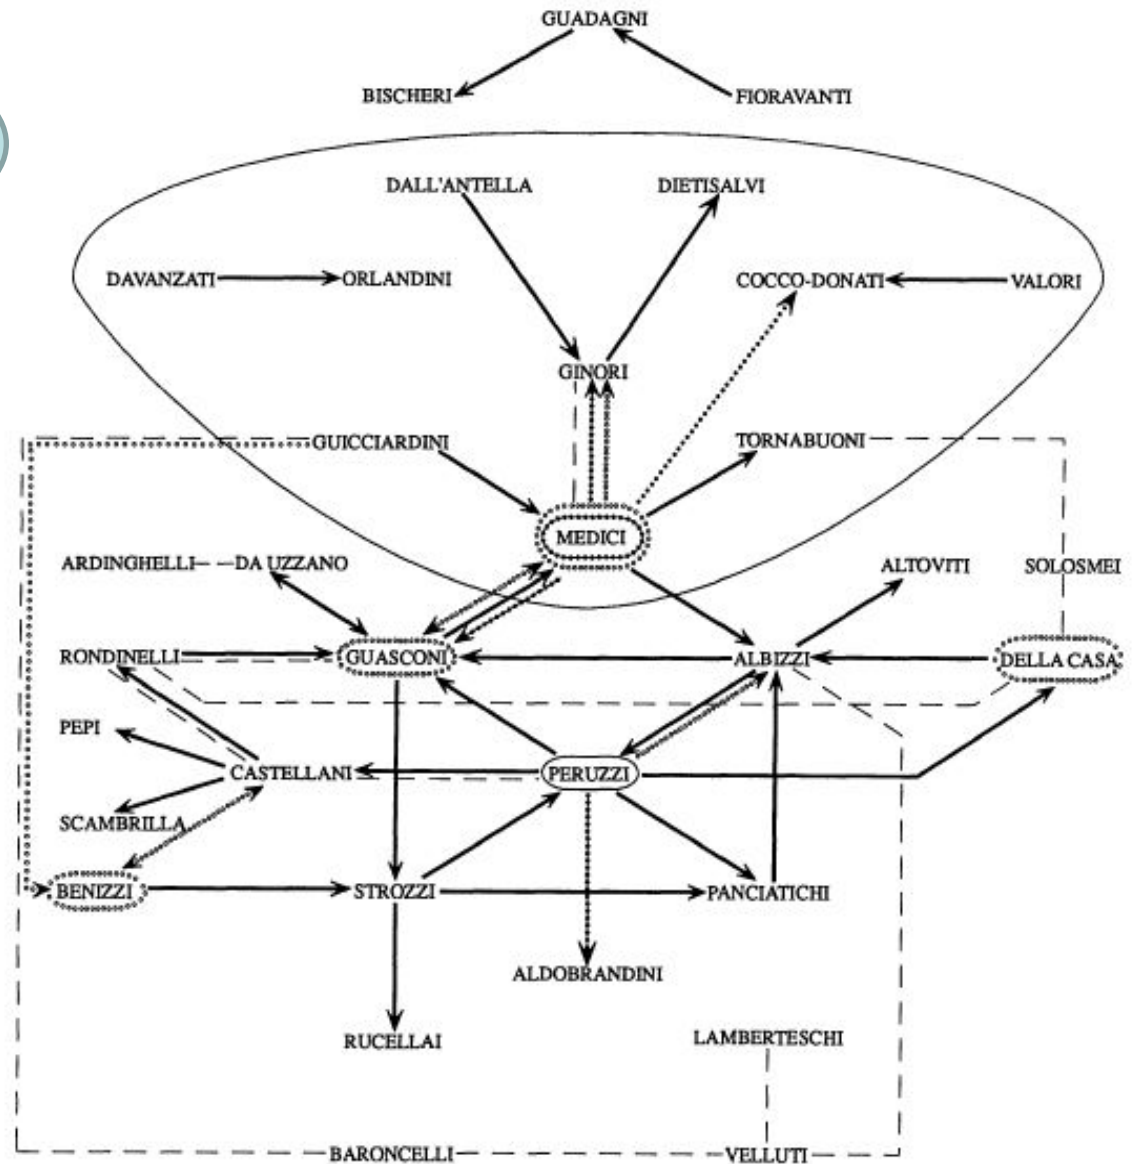 GUADAGNI
BISCHERI
FIORAVANTI
DALL'ANTELLA
DIETISALVI
DAVANZATI
ORLANDINI
COCCO-DONATI
VALORI
GINORI
GUICCIARDINI
TORNABUONI
MEDICI
ARDINGHELLI
DA UZZANO
ALTOVITI
SOLOSMEI
RONDINELLI
GUASCONI
ALBIZZI
DELLA CASA
PEPI
CASTELLANI
PERUZZI
SCAMBRILLA
BENIZZI
STROZZI
PANCIATICHI
ALDOBRANDINI
RUCELLAI
LAMBERTESCHI
BARONCELLI
VELLUTI